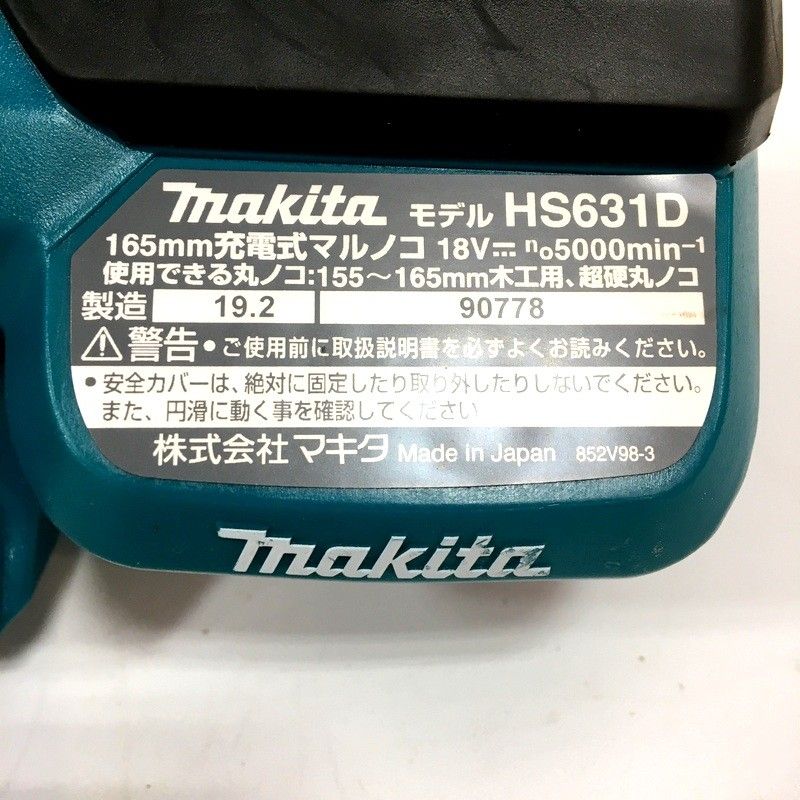 makita モデル HS631D
165mm充電式マルノコ 18V⎓ n₀5000min⁻¹
使用できる丸ノコ:155～165mm木工用、超硬丸ノコ
製造 19.2 90778
⚠警告 ●ご使用前に取扱説明書を必ずよくお読みください。
●安全カバーは、絶対に固定したり取り外したりしないでください。
また、円滑に動く事を確認してください
株式会社マキタ Made in Japan 852V98-3
makita